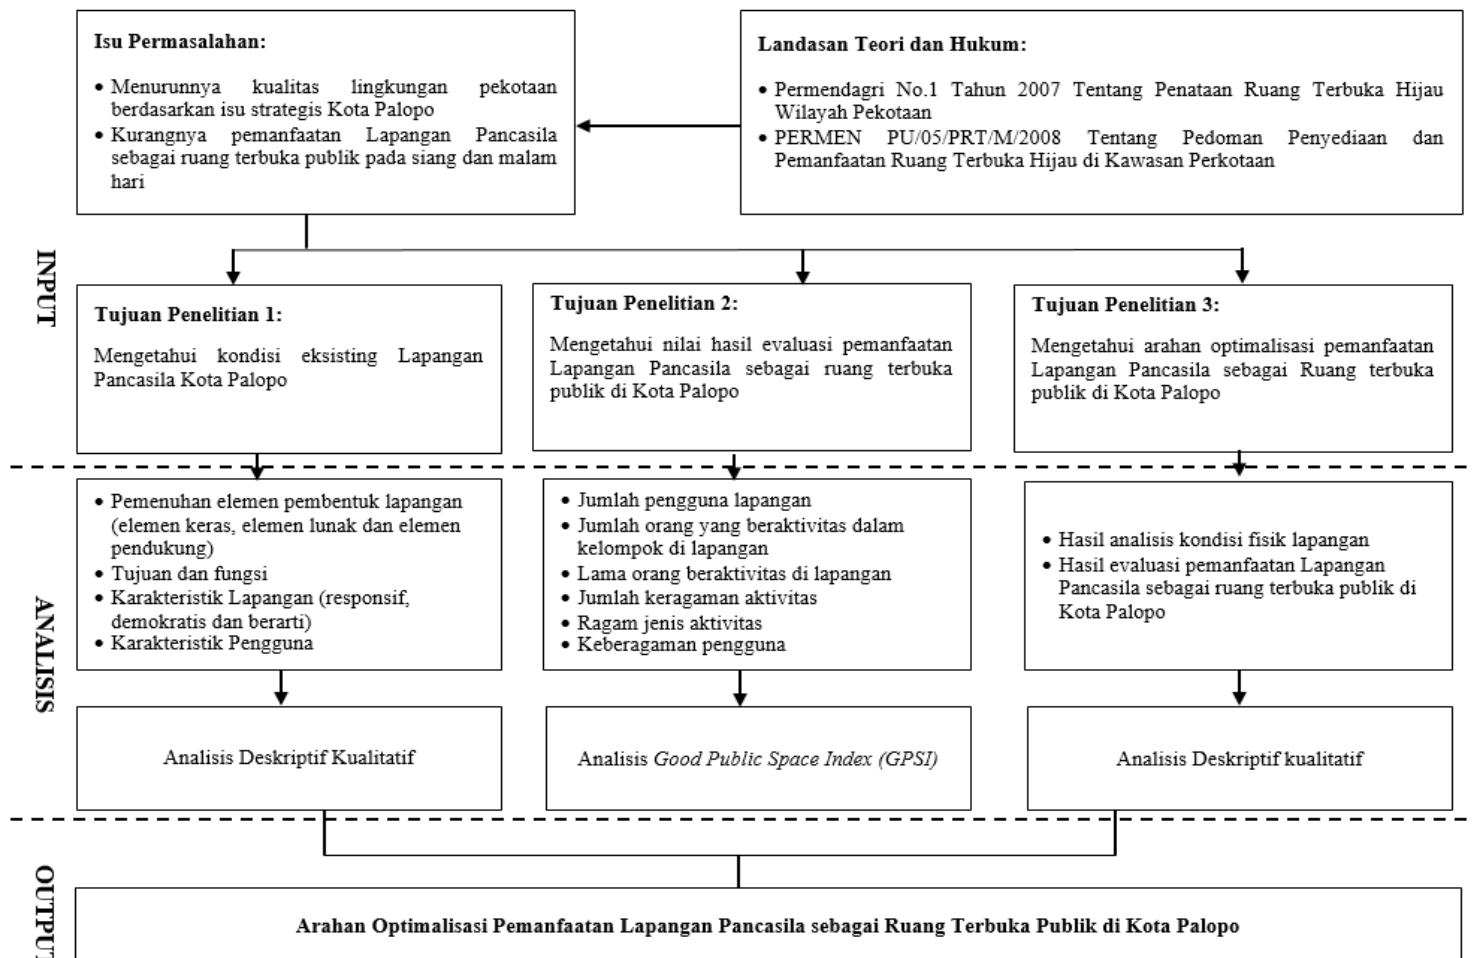 Isu Permasalahan:
• Menurunnya kualitas lingkungan pekotaan
berdasarkan isu strategis Kota Palopo
• Kurangnya pemanfaatan Lapangan Pancasila
sebagai ruang terbuka publik pada siang dan malam
hari
Landasan Teori dan Hukum:
• Permendagri No.1 Tahun 2007 Tentang Penataan Ruang Terbuka Hijau
Wilayah Pekotaan
• PERMEN PU/05/PRT/M/2008 Tentang Pedoman Penyediaan dan
Pemanfaatan Ruang Terbuka Hijau di Kawasan Perkotaan
INPUT
Tujuan Penelitian 1:
Mengetahui kondisi eksisting Lapangan
Pancasila Kota Palopo
Tujuan Penelitian 2:
Mengetahui nilai hasil evaluasi pemanfaatan
Lapangan Pancasila sebagai ruang terbuka
publik di Kota Palopo
Tujuan Penelitian 3:
Mengetahui arahan optimalisasi pemanfaatan
Lapangan Pancasila sebagai Ruang terbuka
publik di Kota Palopo
ANALISIS
• Pemenuhan elemen pembentuk lapangan
(elemen keras, elemen lunak dan elemen
pendukung)
• Tujuan dan fungsi
• Karakteristik Lapangan (responsif,
demokratis dan berarti)
• Karakteristik Pengguna
• Jumlah pengguna lapangan
• Jumlah orang yang beraktivitas dalam
kelompok di lapangan
• Lama orang beraktivitas di lapangan
• Jumlah keragaman aktivitas
• Ragam jenis aktivitas
• Keberagaman pengguna
• Hasil analisis kondisi fisik lapangan
• Hasil evaluasi pemanfaatan Lapangan
Pancasila sebagai ruang terbuka publik di
Kota Palopo
Analisis Deskriptif Kualitatif
Analisis Good Public Space Index (GPSI)
Analisis Deskriptif kualitatif
OUTPUT
Arahan Optimalisasi Pemanfaatan Lapangan Pancasila sebagai Ruang Terbuka Publik di Kota Palopo